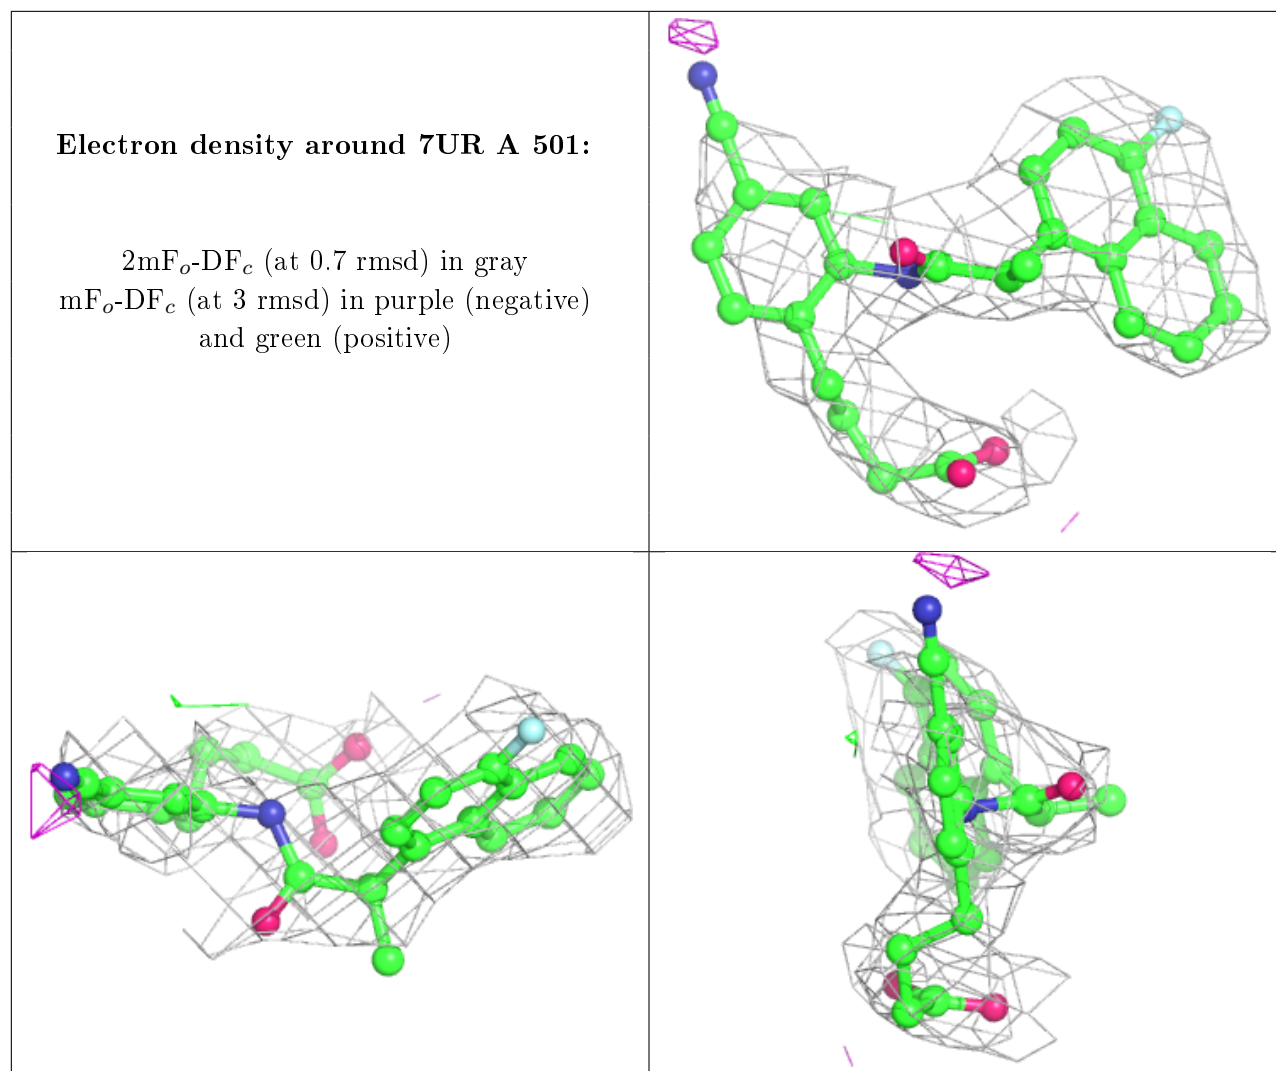 Electron density around 7UR A 501:
2mFo-DFc (at 0.7 rmsd) in gray
mFo-DFc (at 3 rmsd) in purple (negative)
and green (positive)